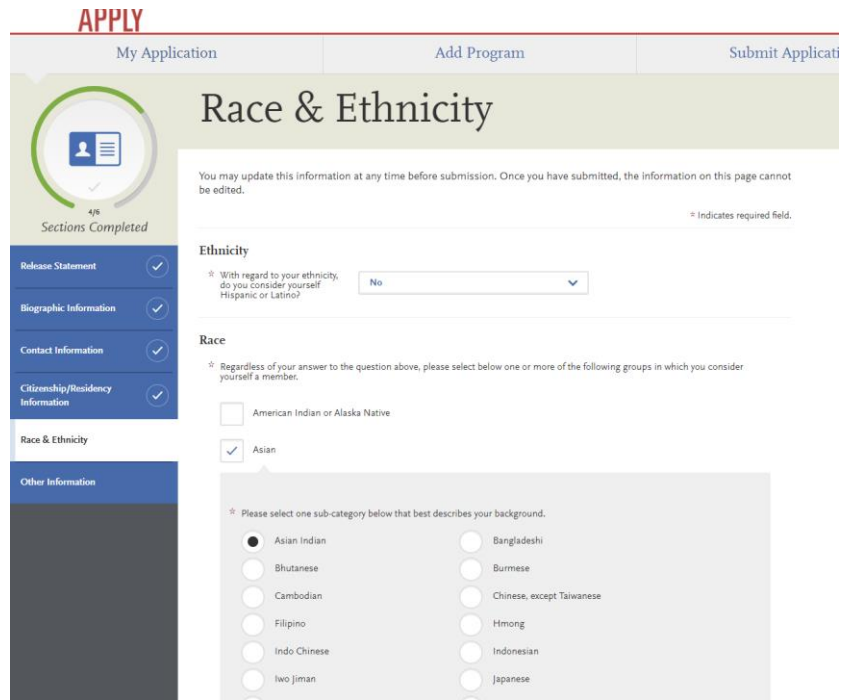 APPLY
My Application
Add Program
Submit Applicati
Race & Ethnicity
4/6
Sections Completed
Release Statement
Biographic Information
Contact Information
Citizenship/Residency
Information
Race & Ethnicity
Other Information
You may update this information at any time before submission. Once you have submitted, the information on this page cannot
be edited.
* Indicates required field.
Ethnicity
* With regard to your ethnicity,
do you consider yourself
Hispanic or Latino?
No
Race
* Regardless of your answer to the question above, please select below one or more of the following groups in which you consider
yourself a member.
American Indian or Alaska Native
Asian
* Please select one sub-category below that best describes your background.
Asian Indian
Bangladeshi
Bhutanese
Burmese
Cambodian
Chinese, except Taiwanese
Filipino
Hmong
Indo Chinese
Indonesian
Iwo Jiman
Japanese